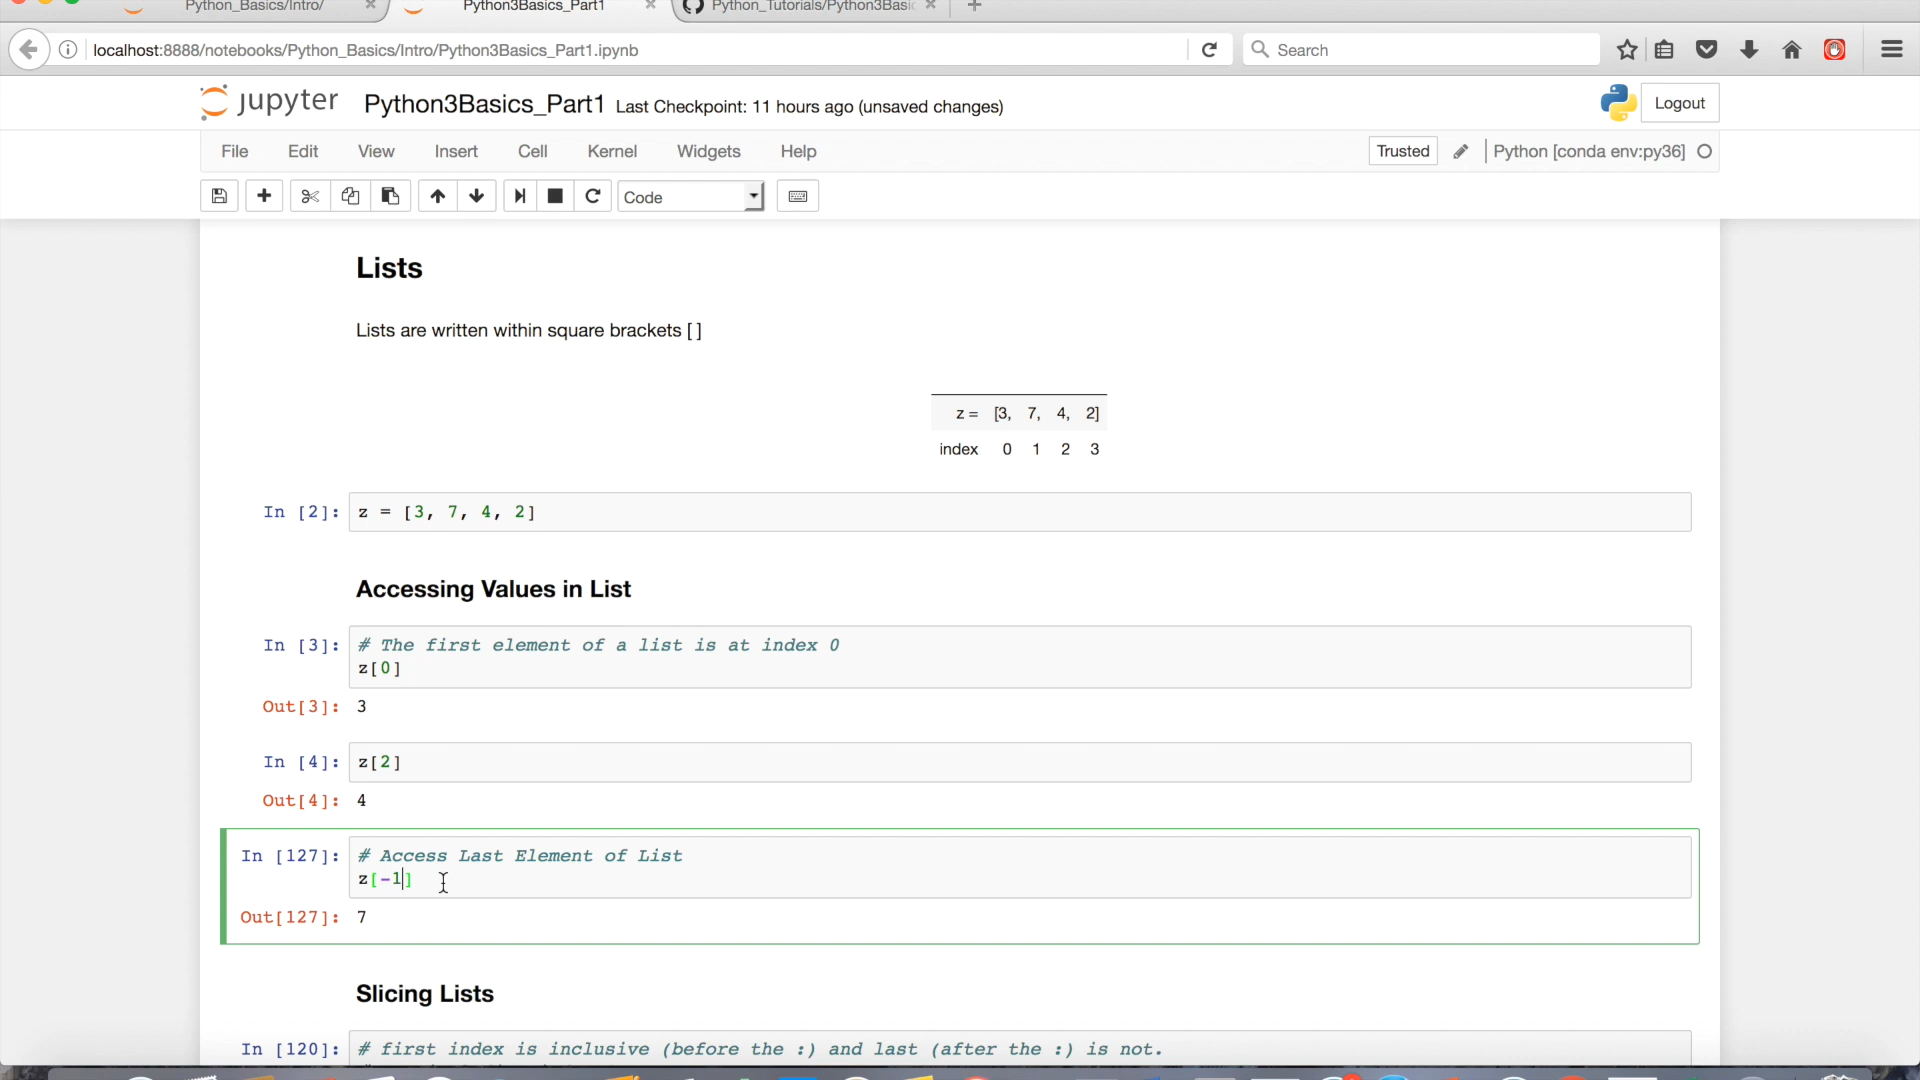 Python_Basics/Intro/
Python3Basics_Part1
Python_Tutorials/Python3Basic
localhost:8888/notebooks/Python_Basics/Intro/Python3Basics_Part1.ipynb
Search
jupyter
Python3Basics_Part1 Last Checkpoint: 11 hours ago (unsaved changes)
Logout
File Edit View Insert Cell Kernel Widgets Help
Trusted
Python [conda env:py36]
Code
Lists
Lists are written within square brackets [ ]
z = [3, 7, 4, 2]
index 0 1 2 3
In [2]: z = [3, 7, 4, 2]
Accessing Values in List
In [3]: # The first element of a list is at index 0
z[0]
Out[3]: 3
In [4]: z[2]
Out[4]: 4
In [127]: # Access Last Element of List
z[-1]
Out[127]: 7
Slicing Lists
In [120]: # first index is inclusive (before the :) and last (after the :) is not.